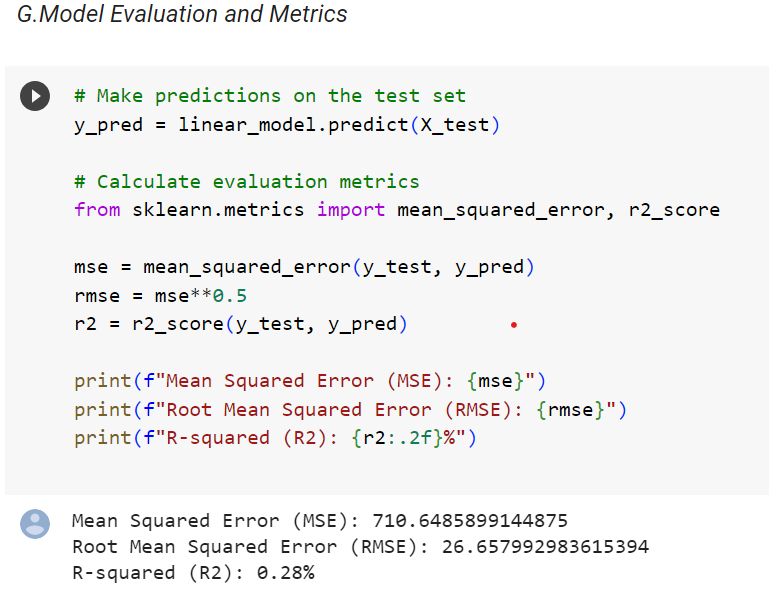 G.Model Evaluation and Metrics
# Make predictions on the test set
y_pred = linear_model.predict(X_test)
# Calculate evaluation metrics
from sklearn.metrics import mean_squared_error, r2_score
mse = mean_squared_error(y_test, y_pred)
rmse = mse**0.5
r2 = r2_score(y_test, y_pred)
print(f"Mean Squared Error (MSE): {mse}")
print(f"Root Mean Squared Error (RMSE): {rmse}")
print(f"R-squared (R2): {r2:.2f}%")
Mean Squared Error (MSE): 710.6485899144875
Root Mean Squared Error (RMSE): 26.657992983615394
R-squared (R2): 0.28%